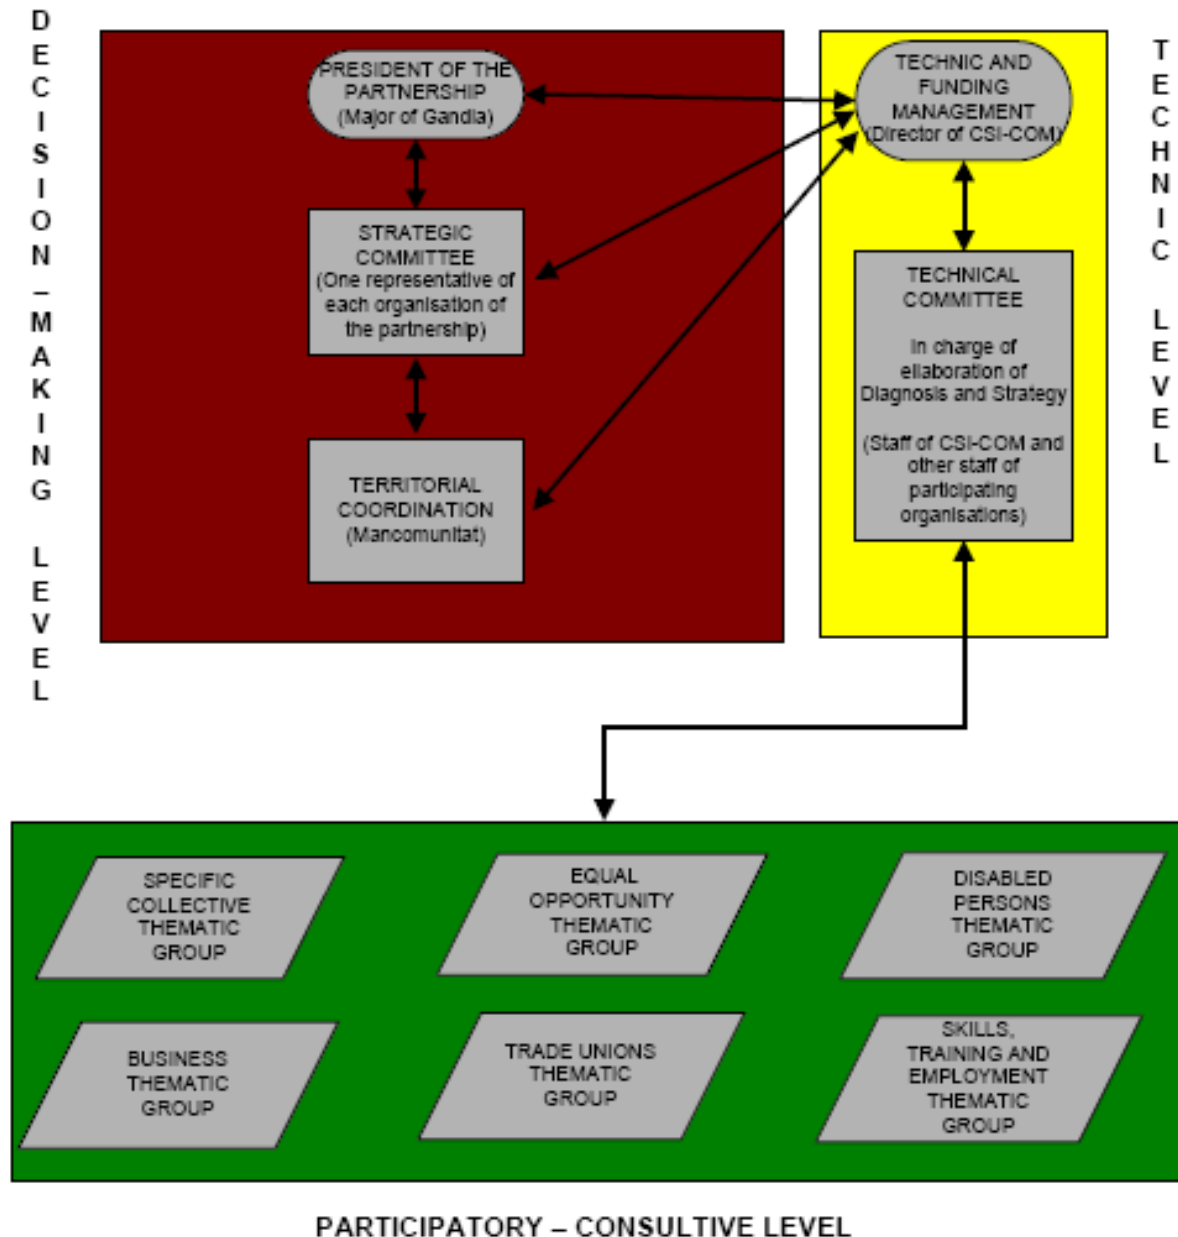 DECISION–MAKING LEVEL
PRESIDENT OF THE
PARTNERSHIP
(Major of Gandia)
STRATEGIC
COMMITTEE
(One representative of
each organisation of
the partnership)
TERRITORIAL
COORDINATION
(Mancomunitat)
TECHNIC AND
FUNDING
MANAGEMENT
(Director of CSI-COM)
TECHNICAL
COMMITTEE
In charge of
ellaboration of
Diagnosis and Strategy
(Staff of CSI-COM and
other staff of
participating
organisations)
TECHNIC LEVEL
SPECIFIC
COLLECTIVE
THEMATIC
GROUP
EQUAL
OPPORTUNITY
THEMATIC
GROUP
DISABLED
PERSONS
THEMATIC
GROUP
BUSINESS
THEMATIC
GROUP
TRADE UNIONS
THEMATIC
GROUP
SKILLS,
TRAINING AND
EMPLOYMENT
THEMATIC
GROUP
PARTICIPATORY – CONSULTIVE LEVEL